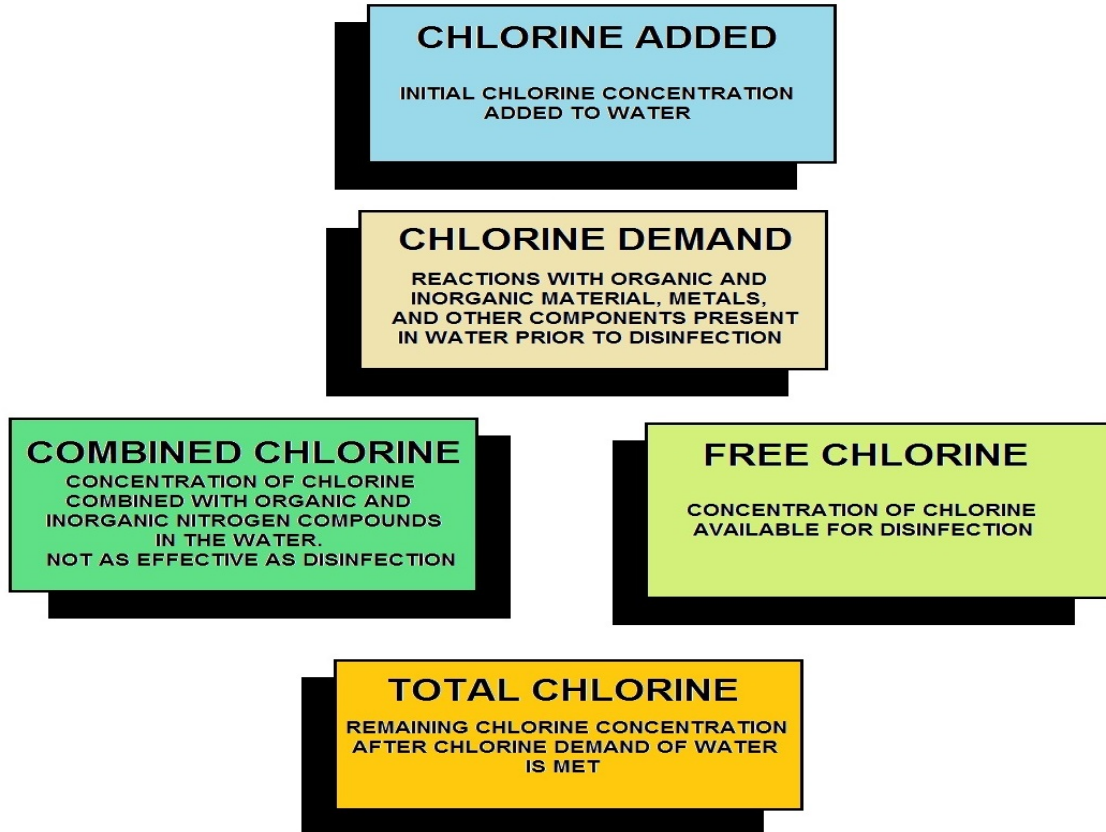 CHLORINE ADDED
INITIAL CHLORINE CONCENTRATION
ADDED TO WATER
CHLORINE DEMAND
REACTIONS WITH ORGANIC AND
INORGANIC MATERIAL, METALS,
AND OTHER COMPONENTS PRESENT
IN WATER PRIOR TO DISINFECTION
COMBINED CHLORINE
CONCENTRATION OF CHLORINE
COMBINED WITH ORGANIC AND
INORGANIC NITROGEN COMPOUNDS
IN THE WATER.
NOT AS EFFECTIVE AS DISINFECTION
FREE CHLORINE
CONCENTRATION OF CHLORINE
AVAILABLE FOR DISINFECTION
TOTAL CHLORINE
REMAINING CHLORINE CONCENTRATION
AFTER CHLORINE DEMAND OF WATER
IS MET